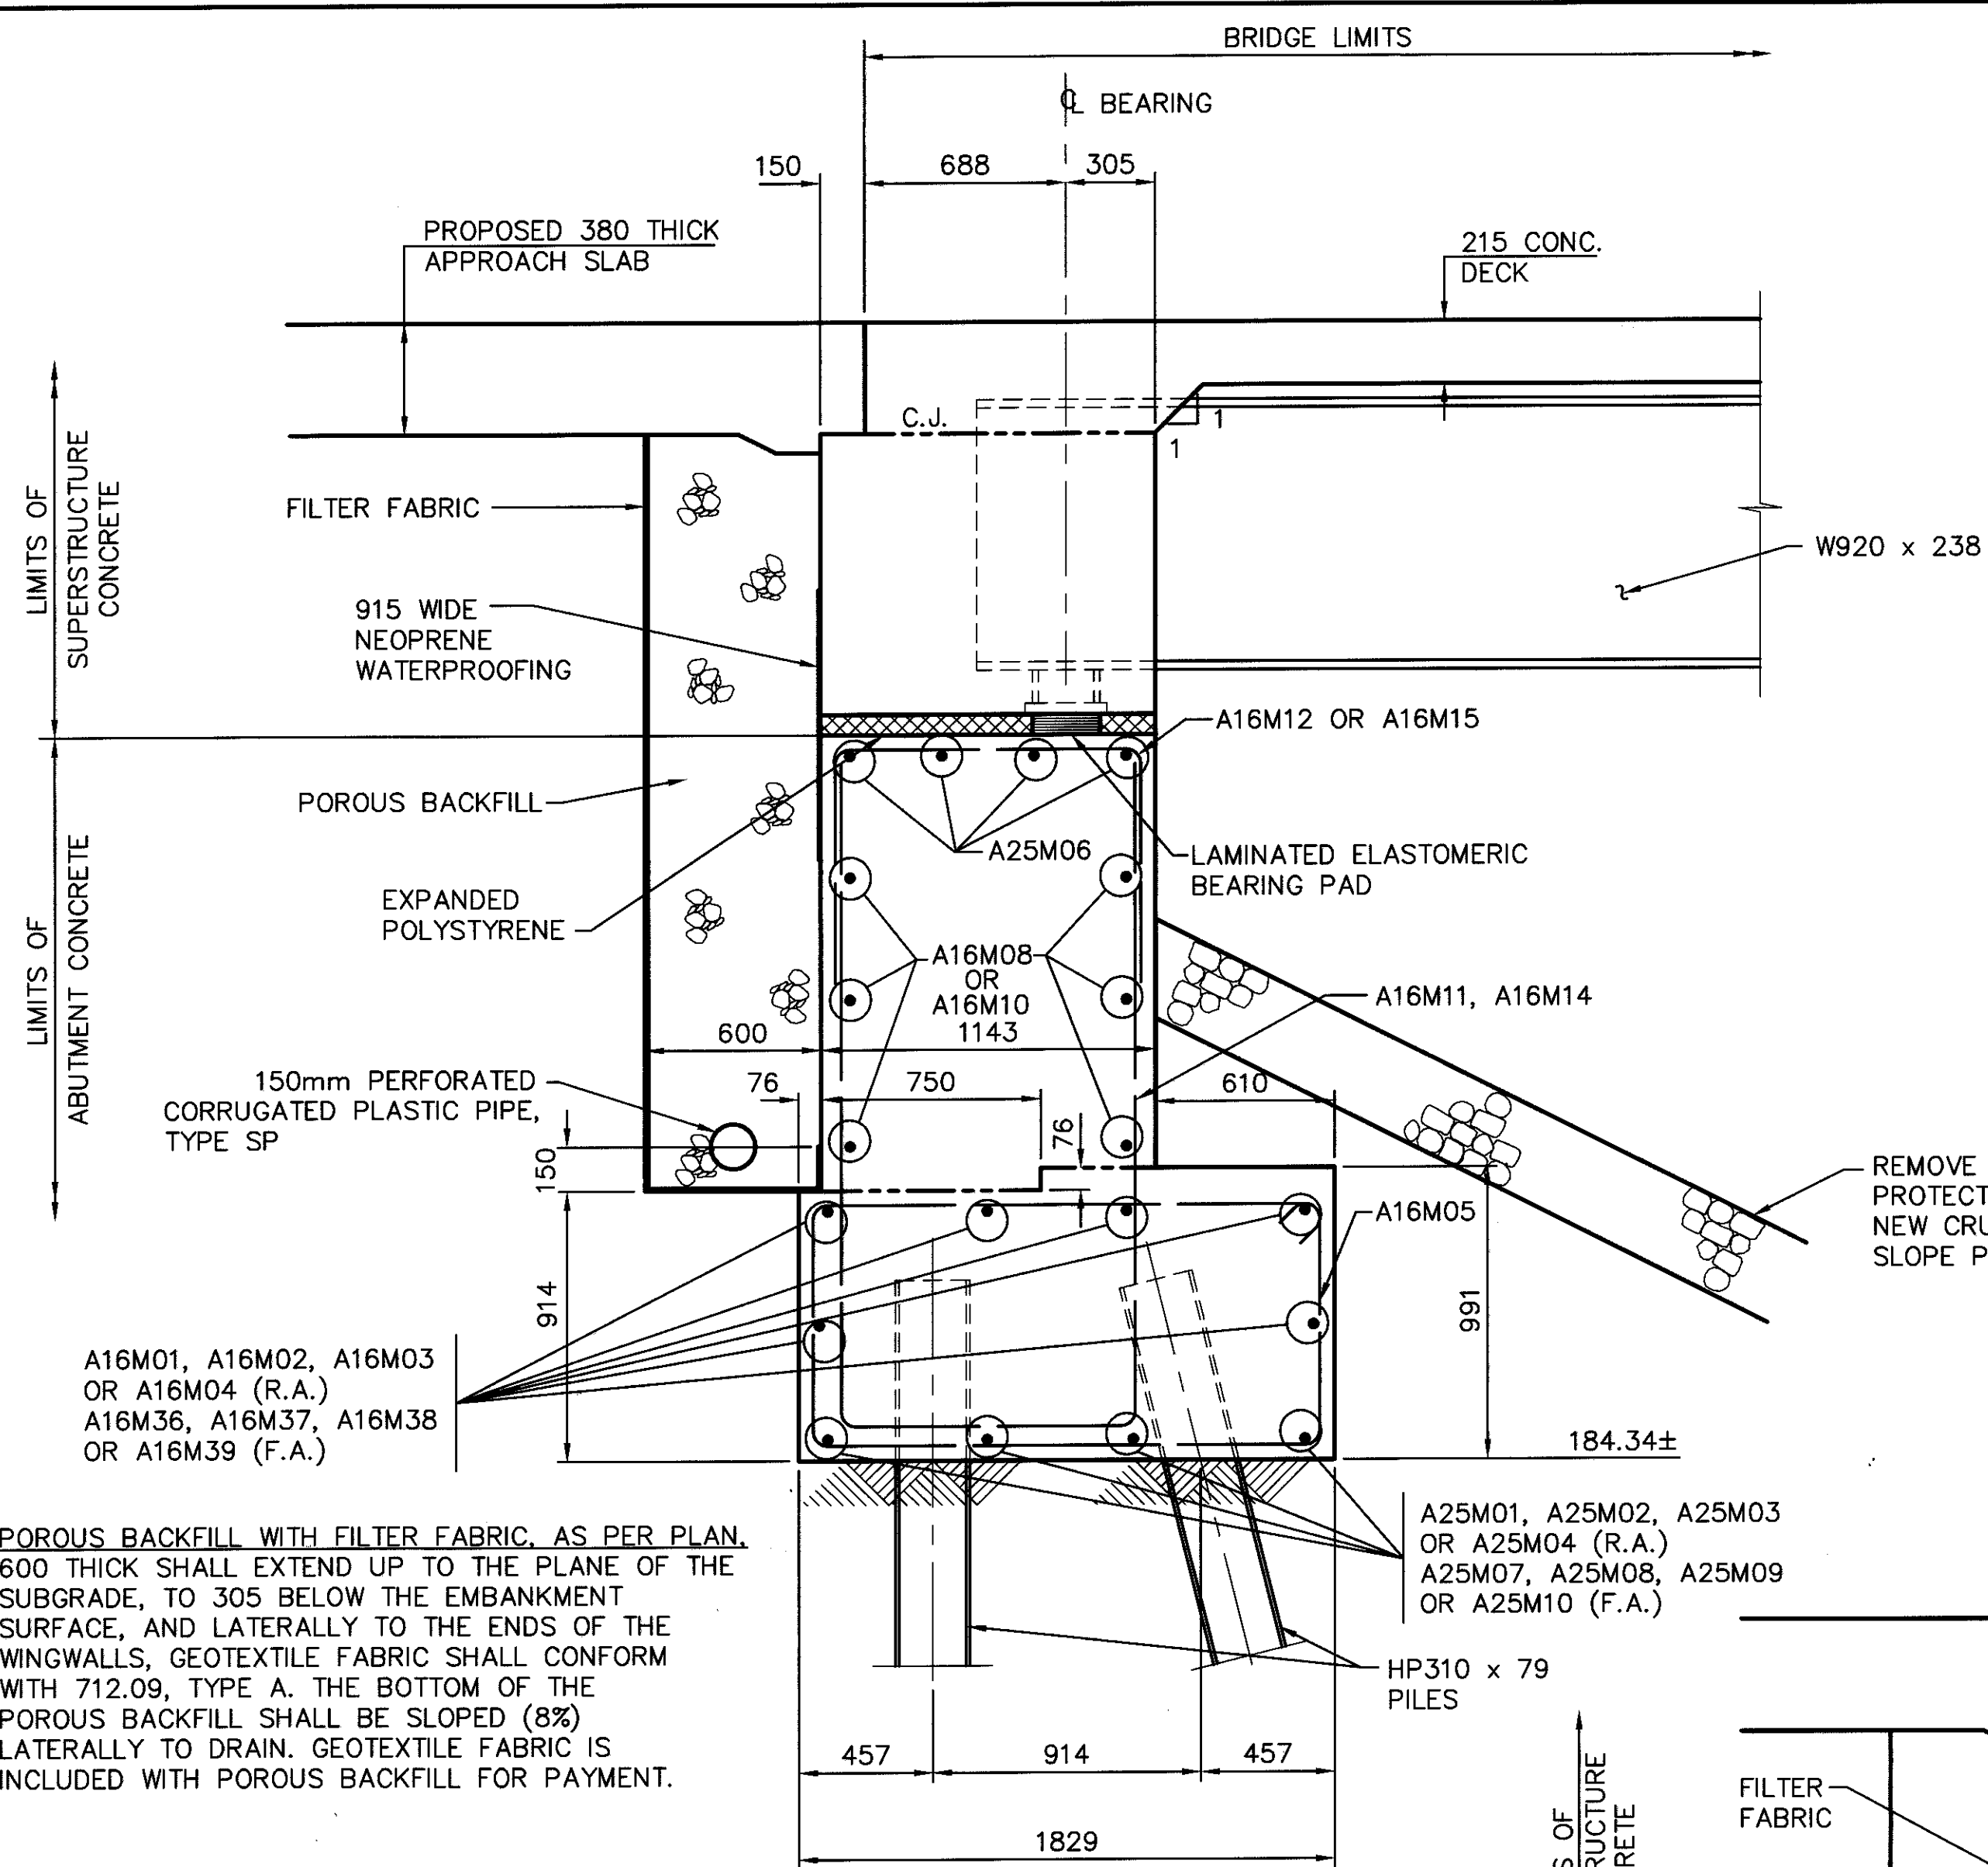 BRIDGE LIMITS
℄ BEARING
150
688
305
PROPOSED 380 THICK
APPROACH SLAB
215 CONC.
DECK
C.J.
1
1
LIMITS OF
SUPERSTRUCTURE
CONCRETE
FILTER FABRIC
W920 x 238
915 WIDE
NEOPRENE
WATERPROOFING
A16M12 OR A16M15
POROUS BACKFILL
A25M06
LAMINATED ELASTOMERIC
BEARING PAD
EXPANDED
POLYSTYRENE
LIMITS OF
ABUTMENT CONCRETE
A16M08
OR
A16M10
1143
A16M11, A16M14
600
150mm PERFORATED
CORRUGATED PLASTIC PIPE,
TYPE SP
76
750
610
76
150
REMOVE
PROTECT
NEW CRU
SLOPE P
A16M05
914
991
A16M01, A16M02, A16M03
OR A16M04 (R.A.)
A16M36, A16M37, A16M38
OR A16M39 (F.A.)
184.34±
A25M01, A25M02, A25M03
OR A25M04 (R.A.)
A25M07, A25M08, A25M09
OR A25M10 (F.A.)
POROUS BACKFILL WITH FILTER FABRIC, AS PER PLAN,
600 THICK SHALL EXTEND UP TO THE PLANE OF THE
SUBGRADE, TO 305 BELOW THE EMBANKMENT
SURFACE, AND LATERALLY TO THE ENDS OF THE
WINGWALLS, GEOTEXTILE FABRIC SHALL CONFORM
WITH 712.09, TYPE A. THE BOTTOM OF THE
POROUS BACKFILL SHALL BE SLOPED (8%)
LATERALLY TO DRAIN. GEOTEXTILE FABRIC IS
INCLUDED WITH POROUS BACKFILL FOR PAYMENT.
HP310 x 79
PILES
457
914
457
1829
S OF
RUCTURE
RETE
FILTER
FABRIC